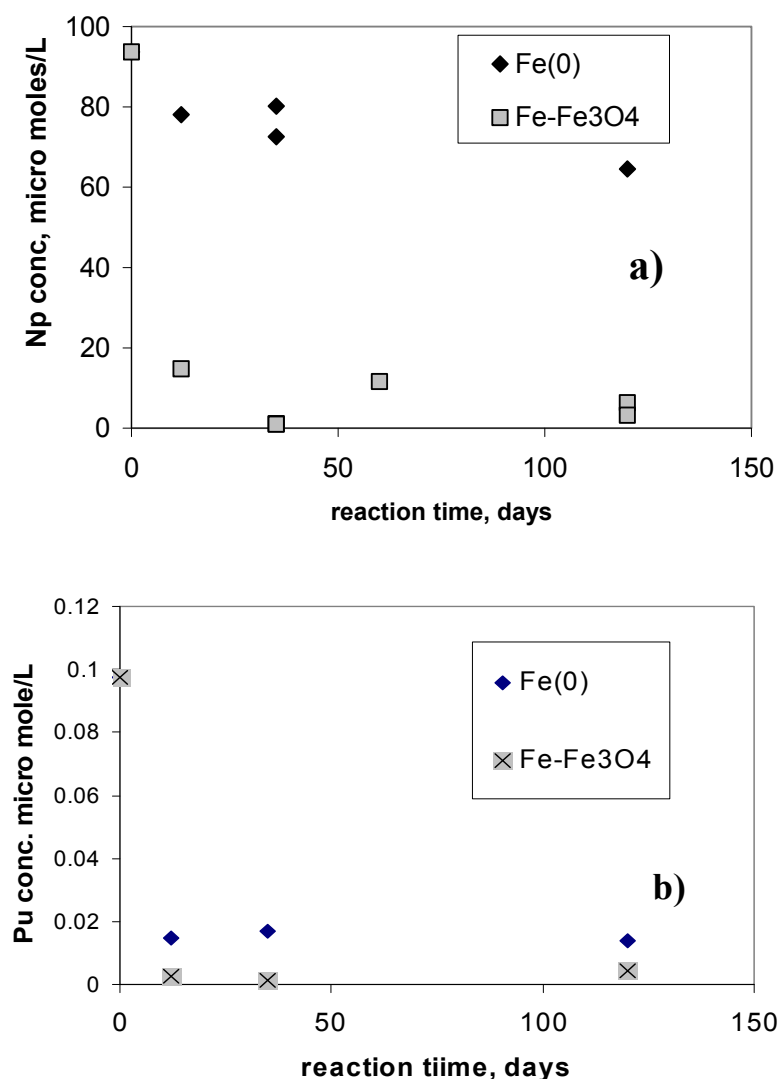 100
80
60
40
20
0
Np conc, micro moles/L
Fe(0)
Fe-Fe3O4
a)
0
50
100
150
reaction time, days
0.12
0.1
0.08
0.06
0.04
0.02
0
Pu conc. micro mole/L
Fe(0)
Fe-Fe3O4
b)
0
50
100
150
reaction tiime, days